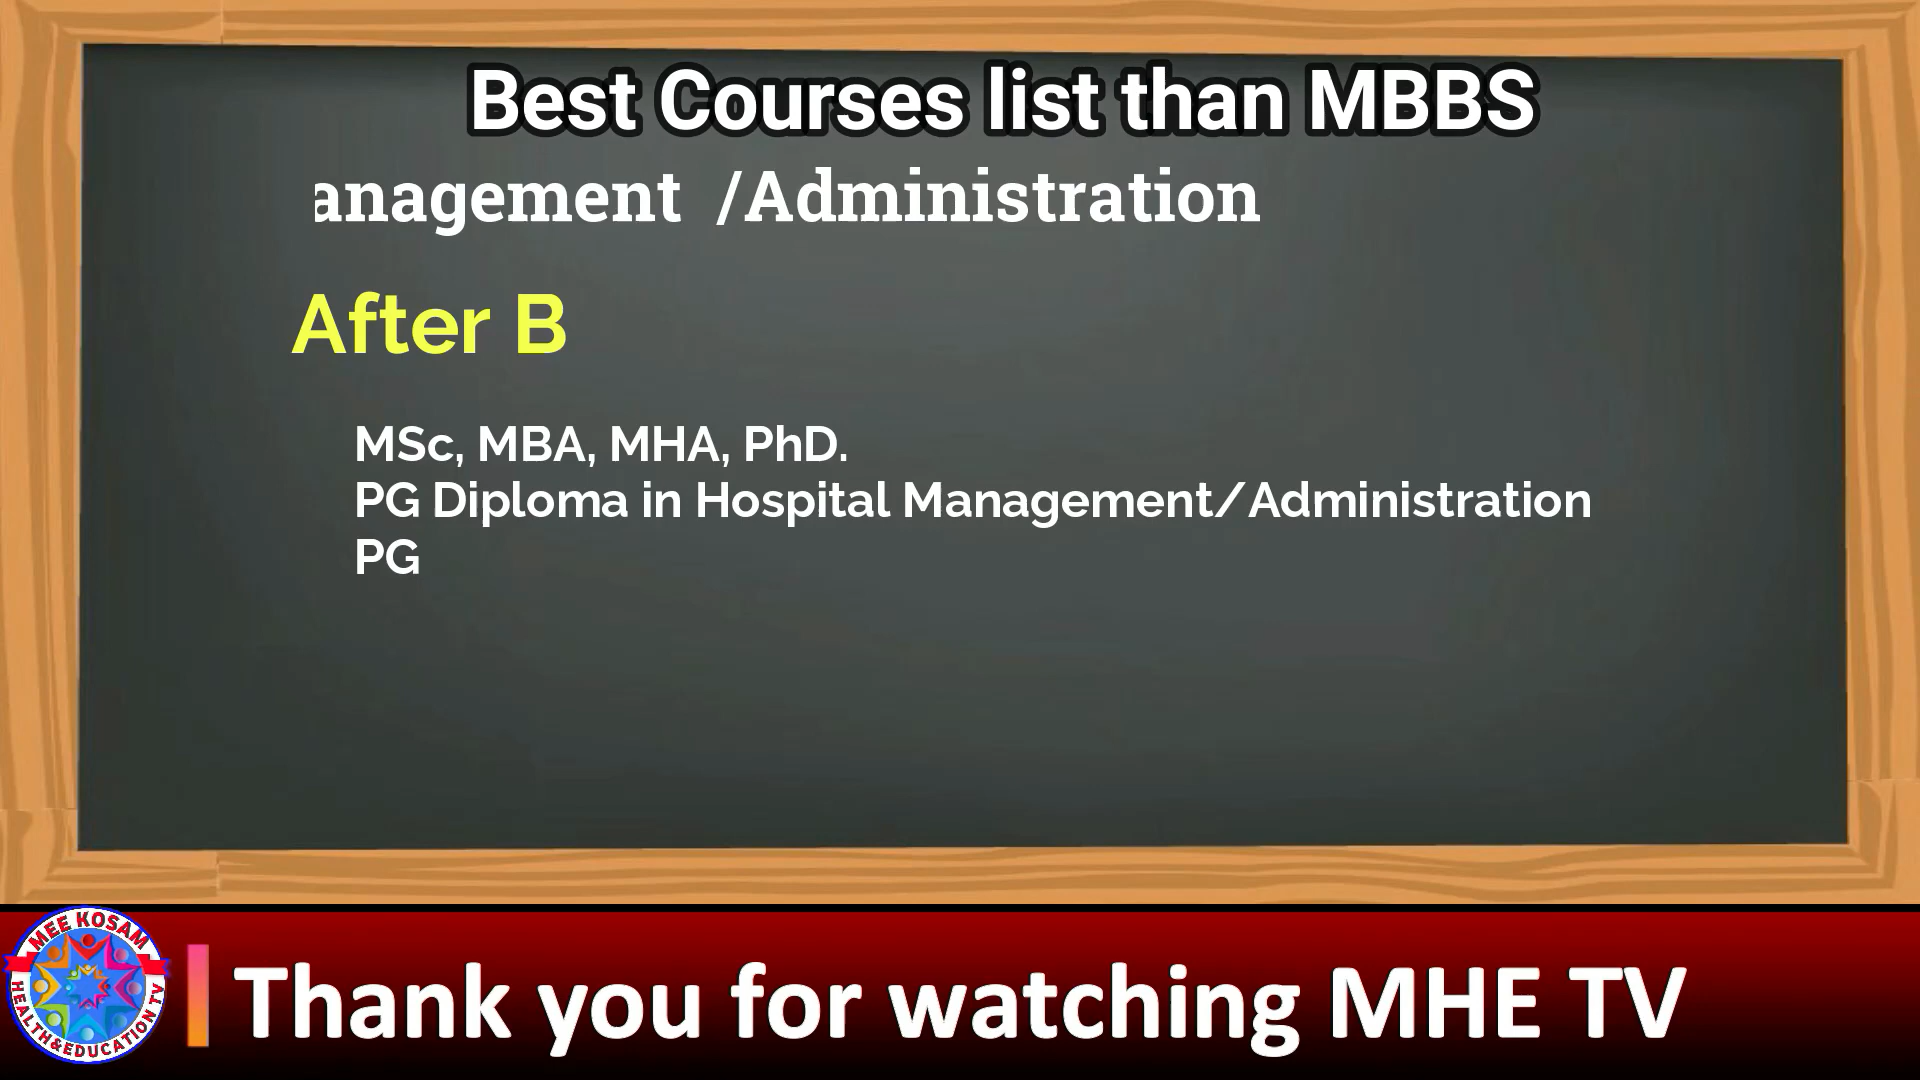 Best Courses list than MBBS
anagement /Administration
After B
MSc, MBA, MHA, PhD.
PG Diploma in Hospital Management/Administration
PG
MEE KOSAM
HEALTH&EDUCATION TV
Thank you for watching MHE TV